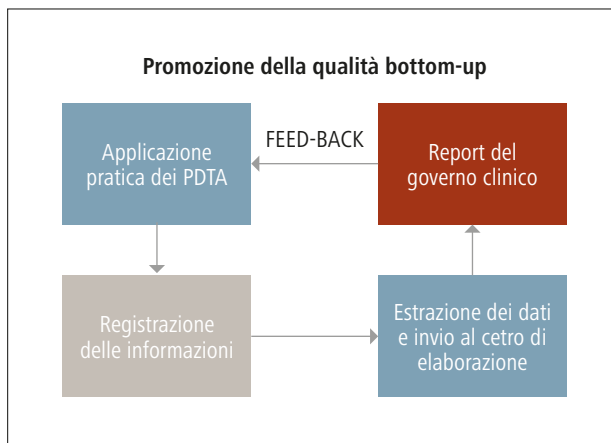 Promozione della qualità bottom-up
Applicazione
pratica dei PDTA
FEED-BACK
Report del
governo clinico
Registrazione
delle informazioni
Estrazione dei dati
e invio al cetro di
elaborazione